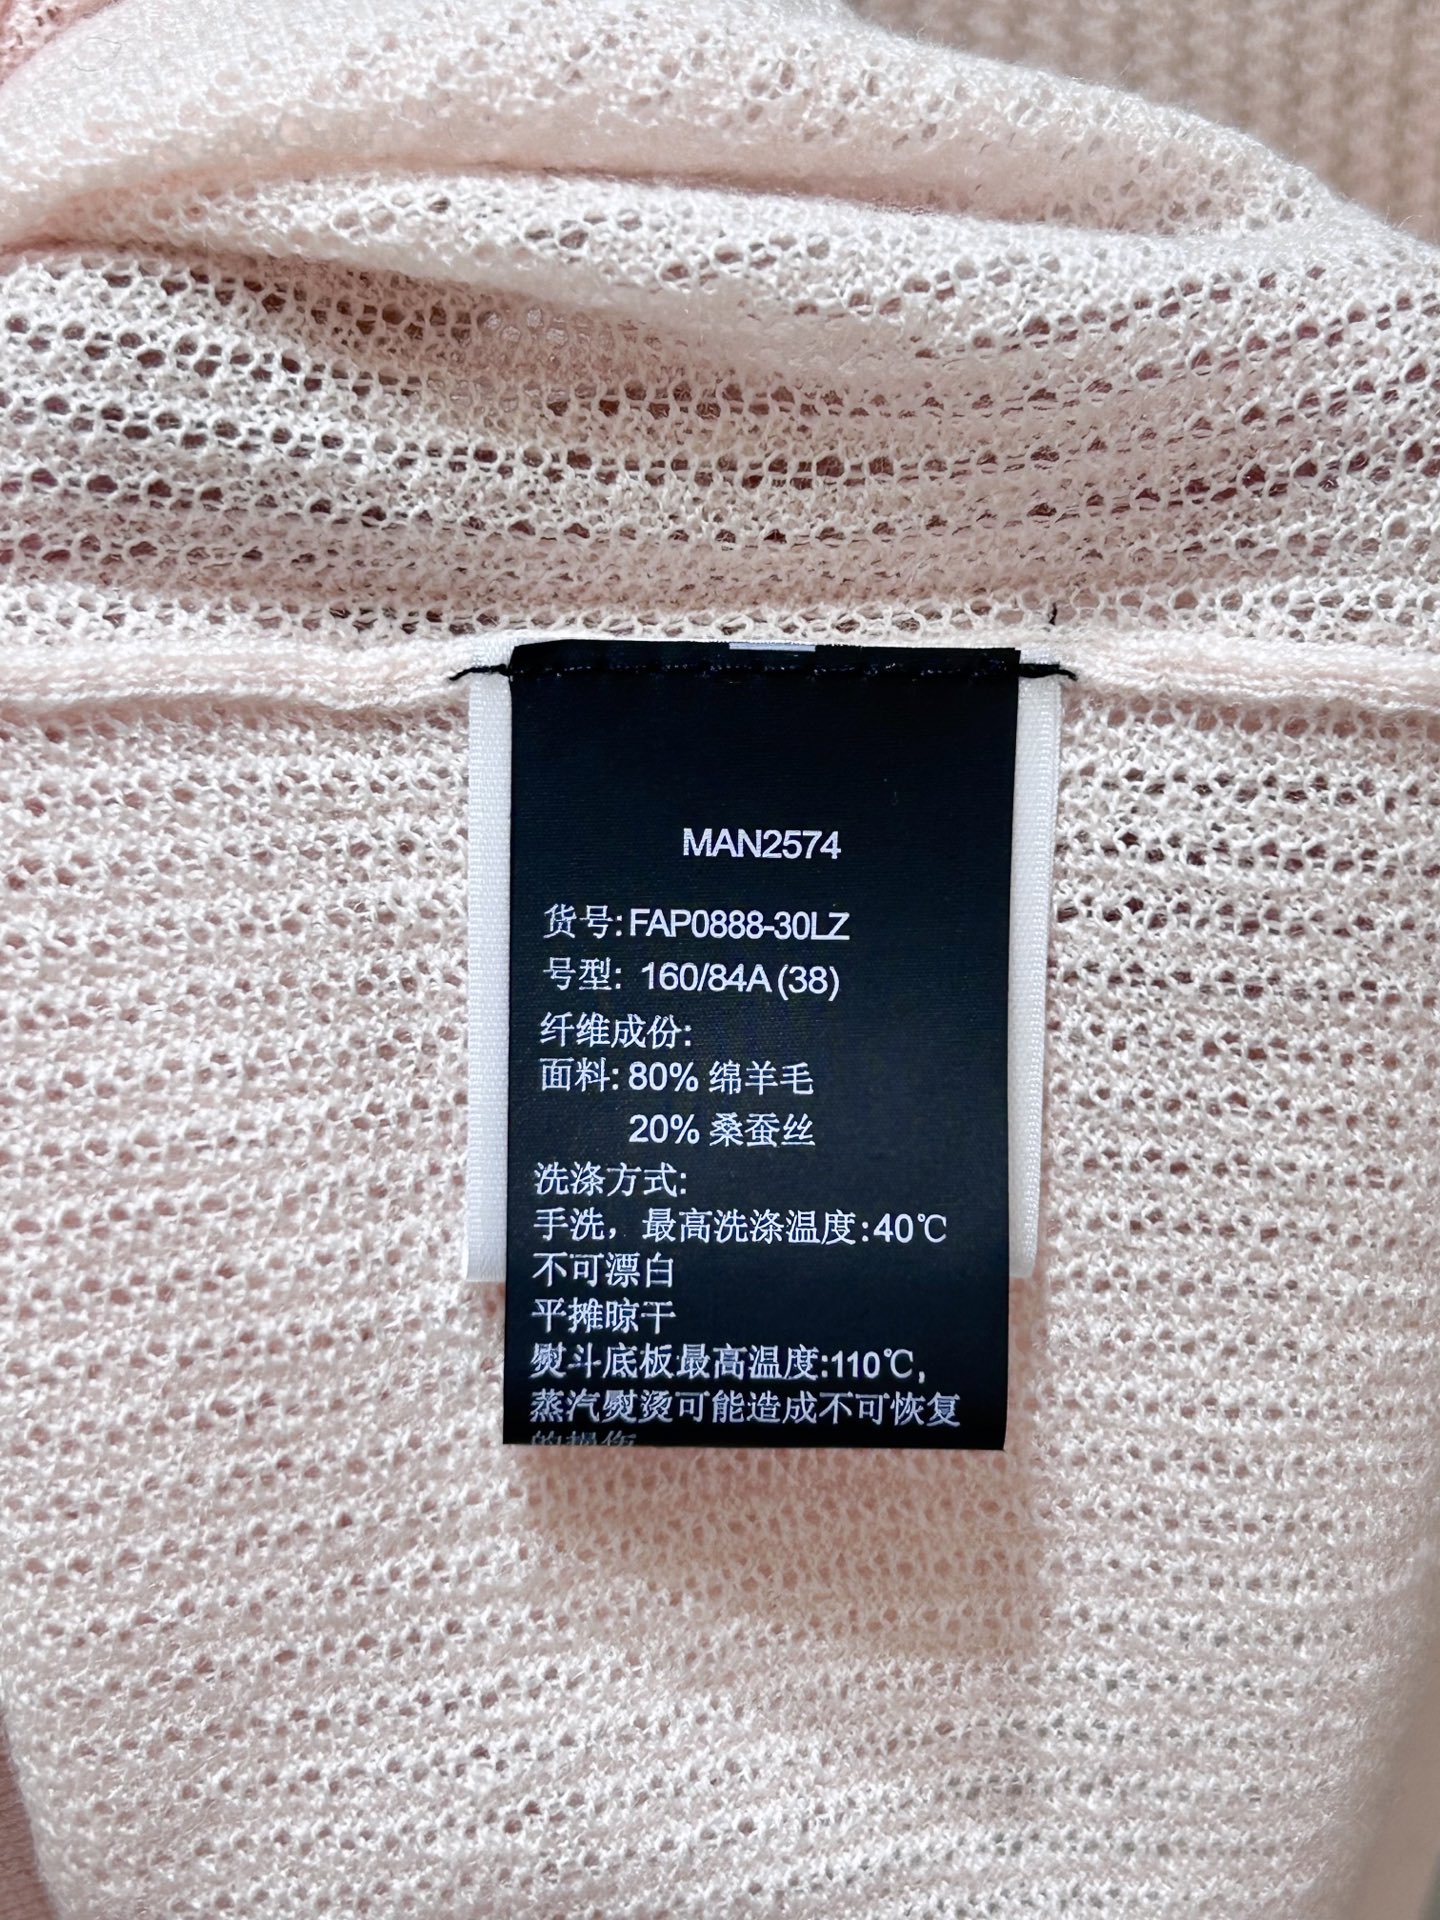 MAN2574
货号: FAP0888-30LZ
号型: 160/84A (38)
纤维成份:
面料: 80% 绵羊毛
20% 桑蚕丝
洗涤方式:
手洗，最高洗涤温度:40℃
不可漂白
平摊晾干
熨斗底板最高温度:110℃,
蒸汽熨烫可能造成不可恢复
的损伤